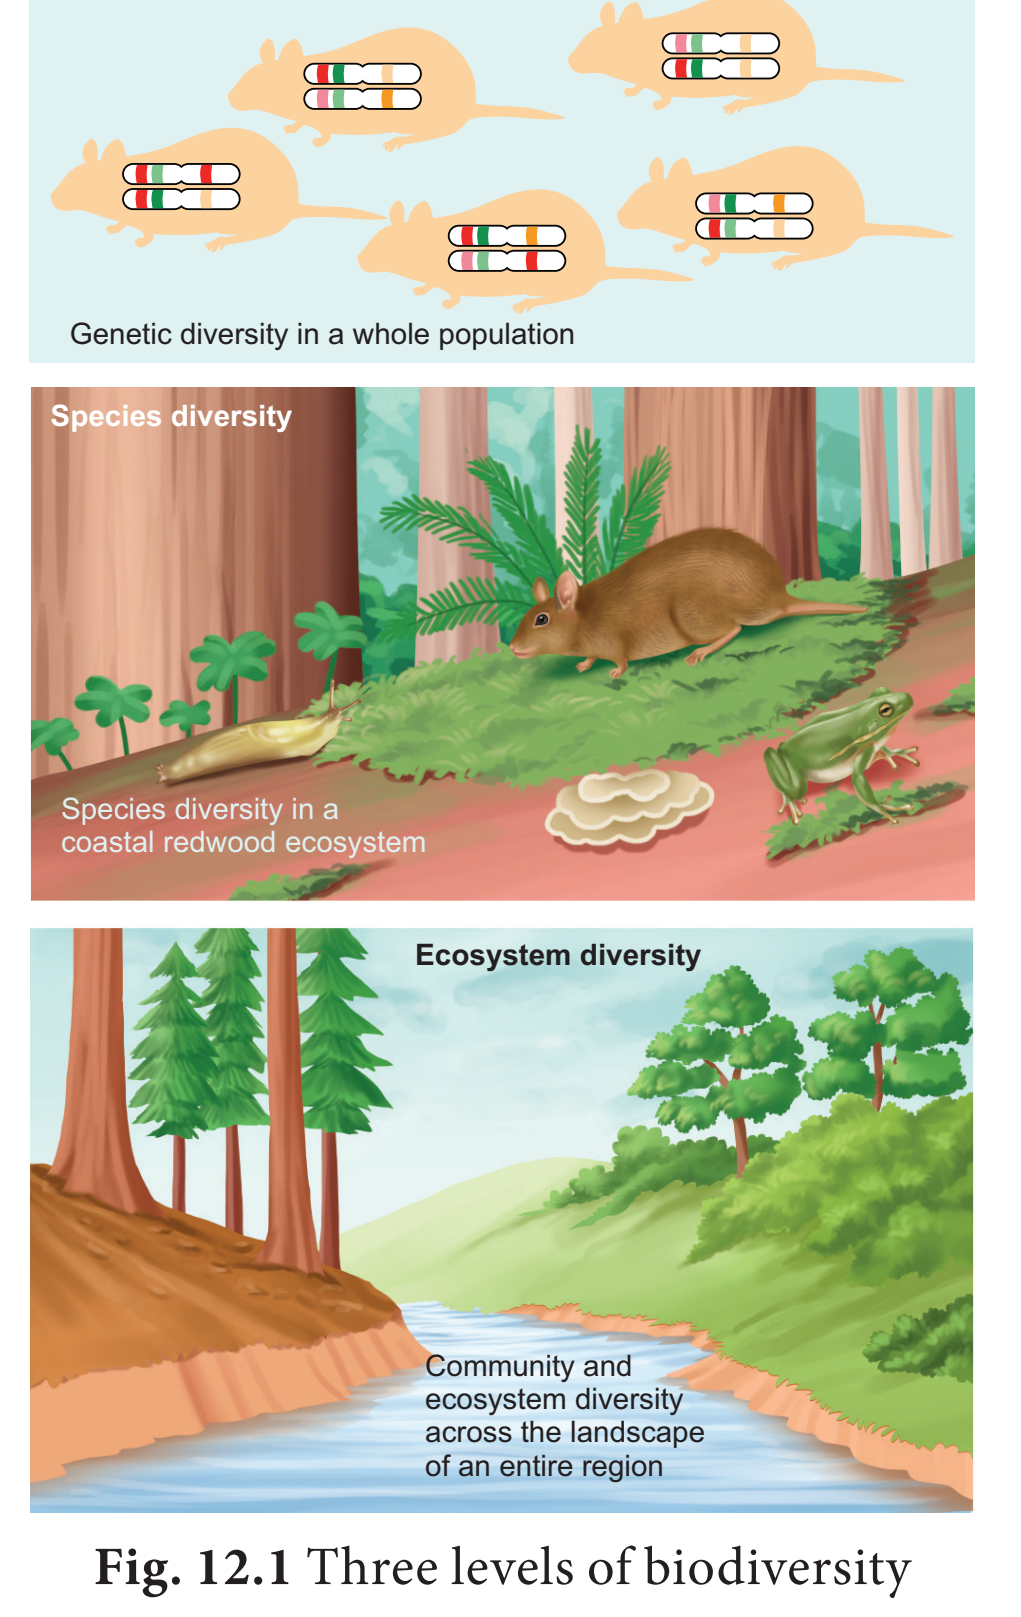 Genetic diversity in a whole population
Species diversity
Species diversity in a
coastal redwood ecosystem
Ecosystem diversity
Community and
ecosystem diversity
across the landscape
of an entire region
Fig. 12.1 Three levels of biodiversity